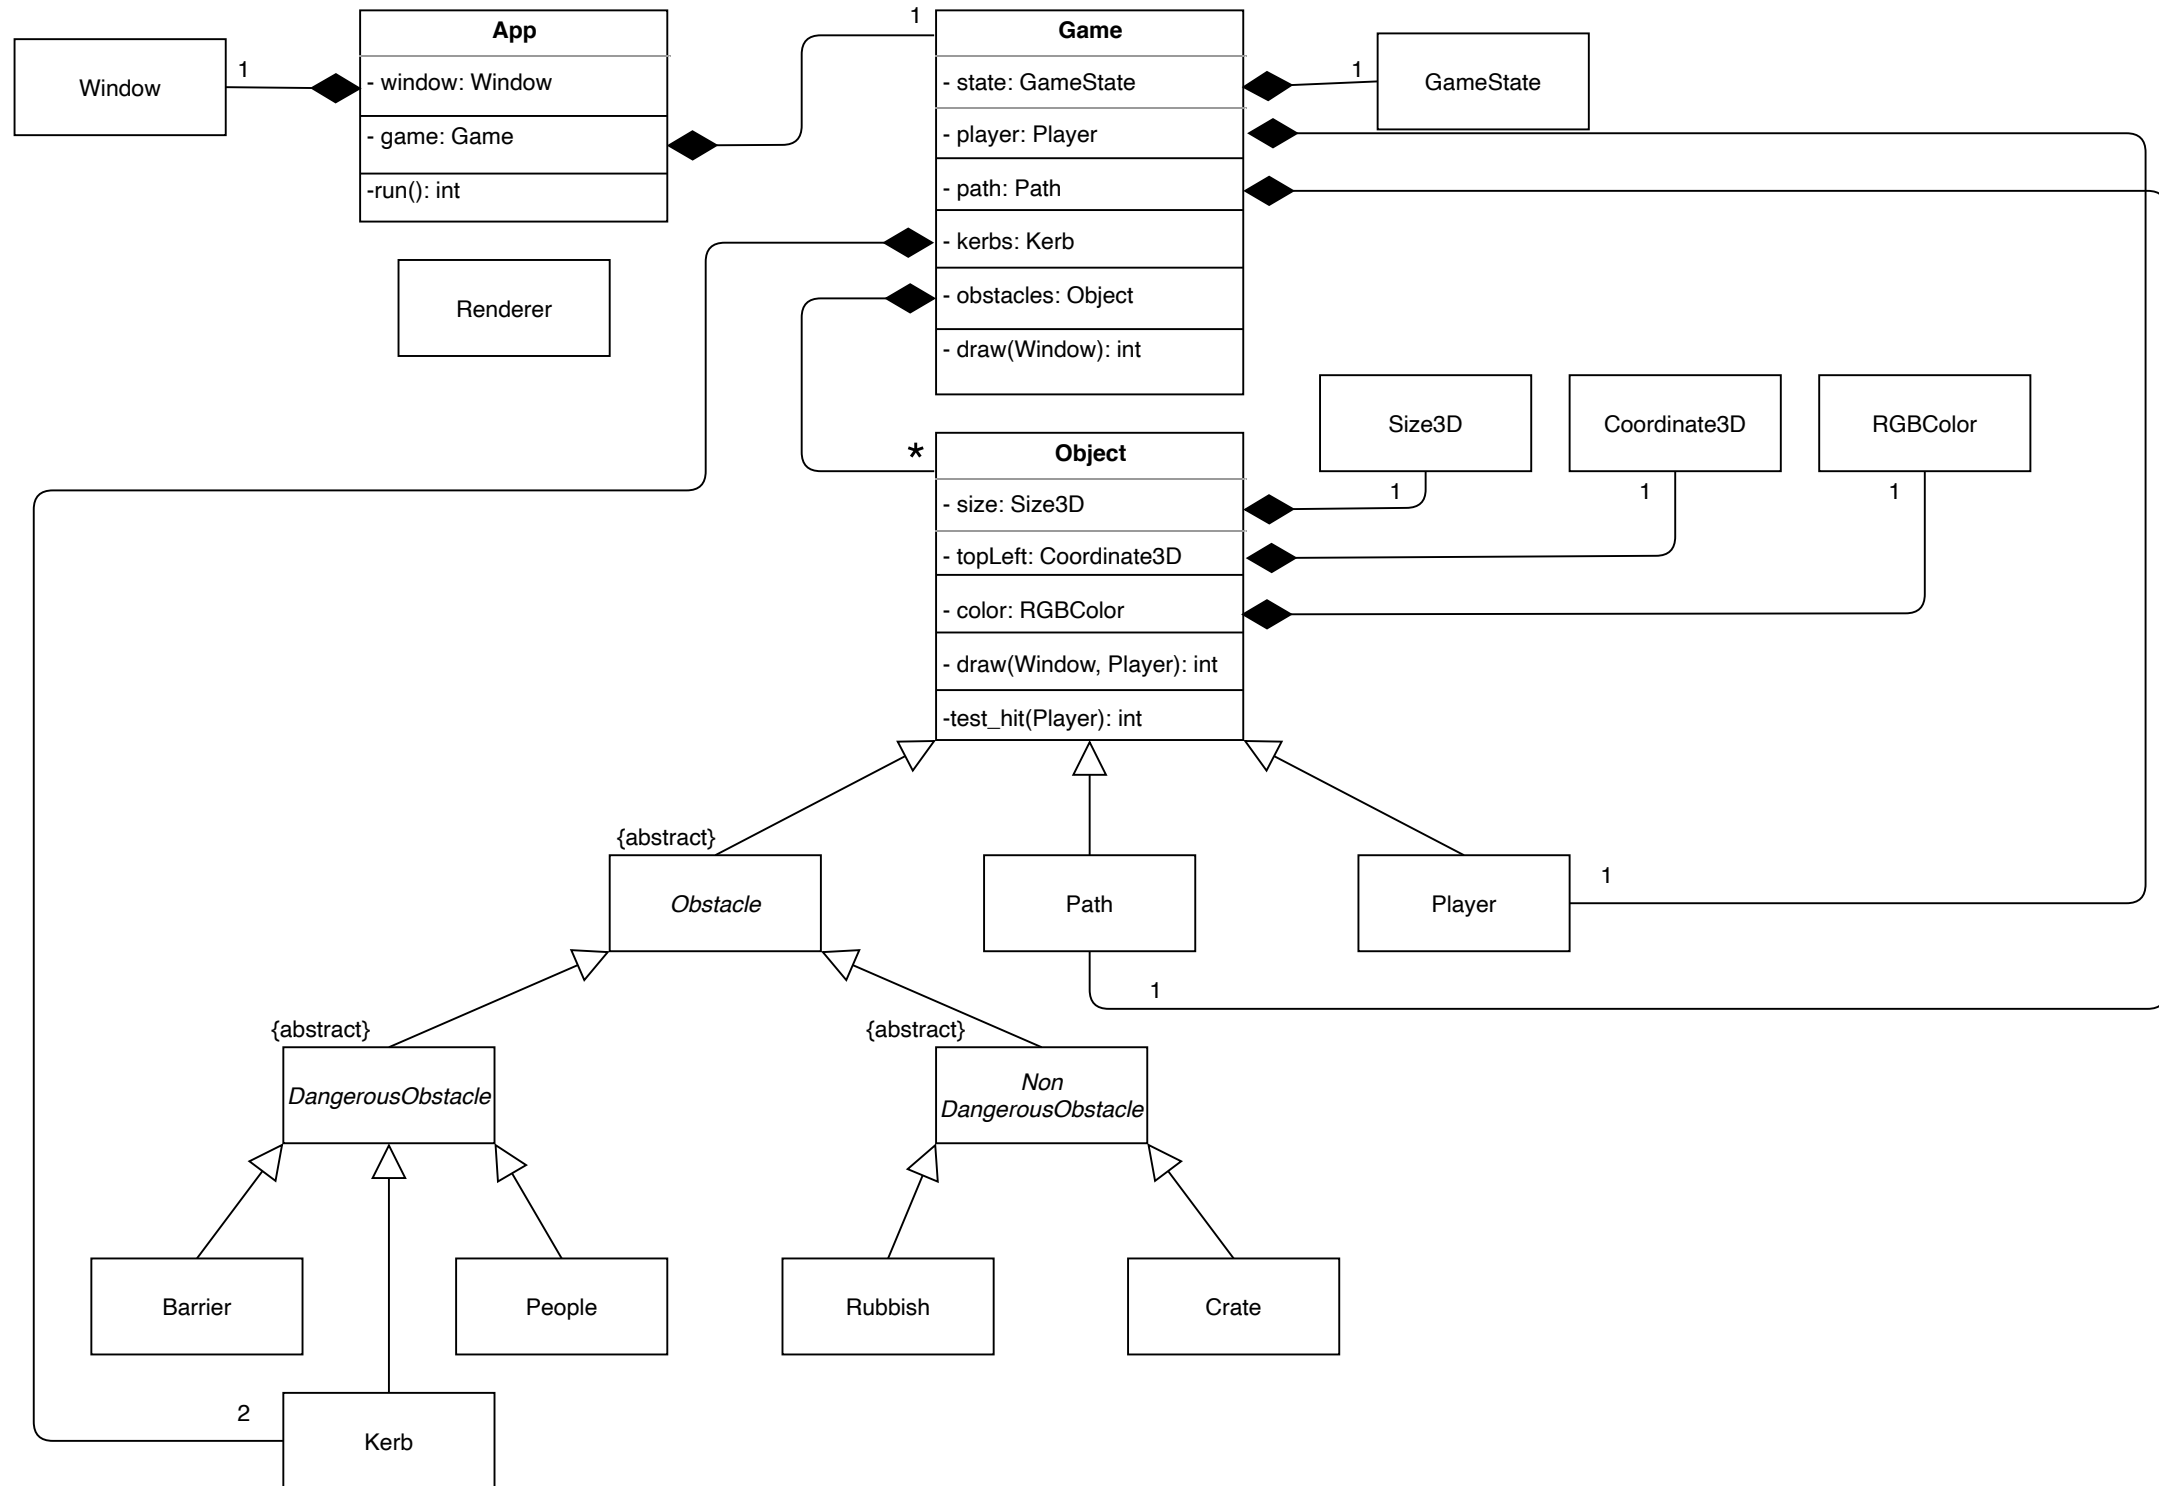 Window
1
App
- window: Window
- game: Game
-run(): int
1
Game
- state: GameState
- player: Player
- path: Path
- kerbs: Kerb
- obstacles: Object
- draw(Window): int
1
GameState
Renderer
*
Object
- size: Size3D
- topLeft: Coordinate3D
- color: RGBColor
- draw(Window, Player): int
-test_hit(Player): int
Size3D
1
Coordinate3D
1
RGBColor
1
{abstract}
Obstacle
Path
1
Player
1
{abstract}
DangerousObstacle
{abstract}
Non
DangerousObstacle
Barrier
People
Rubbish
Crate
2
Kerb